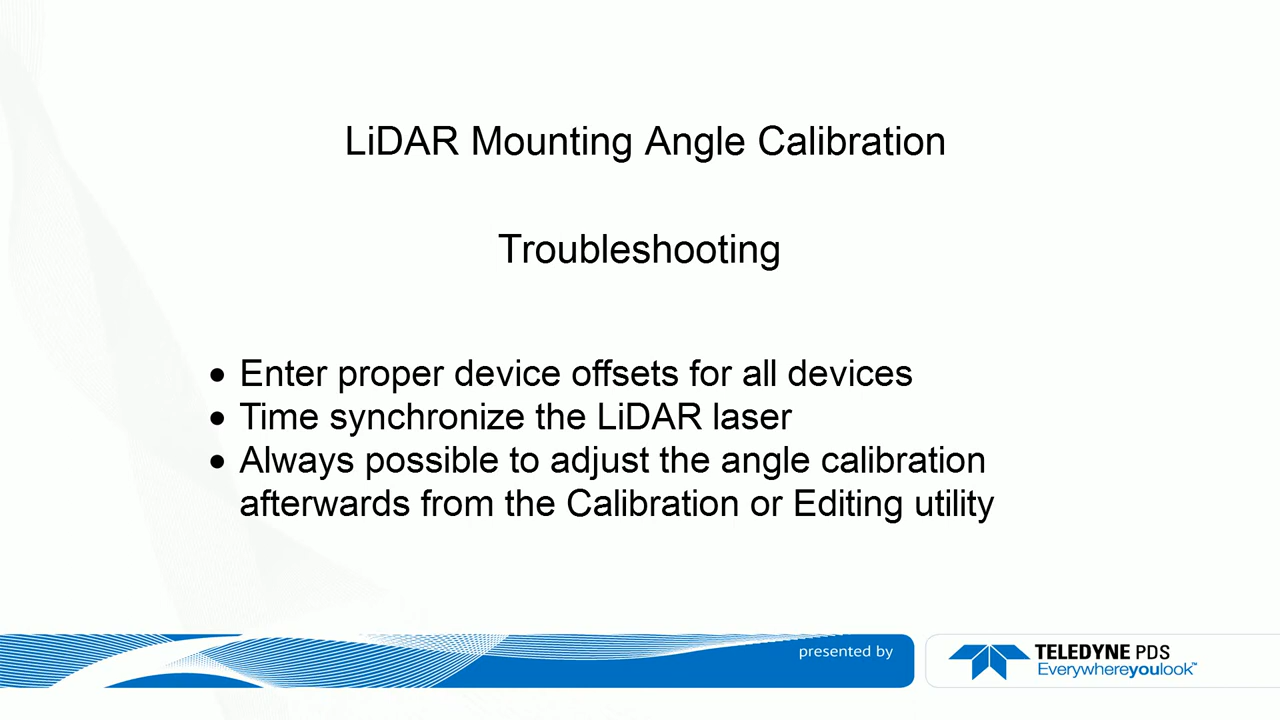 LiDAR Mounting Angle Calibration
Troubleshooting
• Enter proper device offsets for all devices
• Time synchronize the LiDAR laser
• Always possible to adjust the angle calibration
afterwards from the Calibration or Editing utility
presented by
TELEDYNE PDS
Everywhereyoulook™